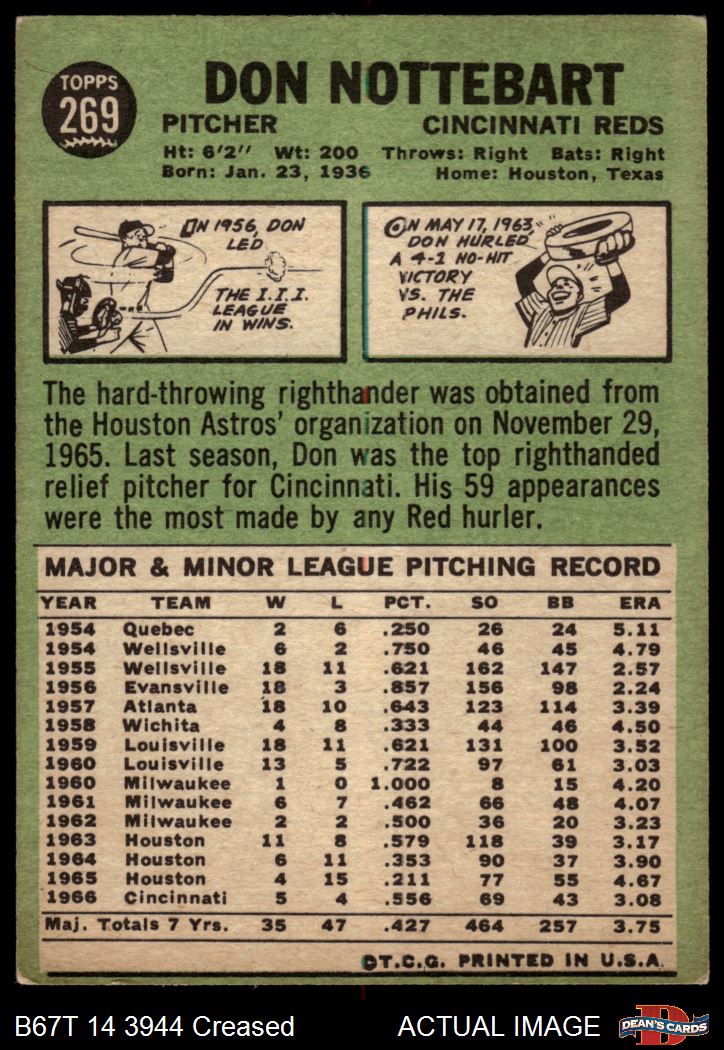 TOPPS
269
DON NOTTEBART
PITCHER CINCINNATI REDS
Ht: 6'2" Wt: 200 Throws: Right Bats: Right
Born: Jan. 23, 1936 Home: Houston, Texas
IN 1956, DON
LED
THE I.I.I.
LEAGUE
IN WINS.
ON MAY 17, 1963,
DON HURLED
A 4-1 NO-HIT
VICTORY
VS. THE
PHILS.
The hard-throwing righthander was obtained from
the Houston Astros' organization on November 29,
1965. Last season, Don was the top righthanded
relief pitcher for Cincinnati. His 59 appearances
were the most made by any Red hurler.
MAJOR & MINOR LEAGUE PITCHING RECORD
YEAR TEAM W L PCT. SO BB ERA
1954 Quebec 2 6 .250 26 24 5.11
1954 Wellsville 6 2 .750 46 45 4.79
1955 Wellsville 18 11 .621 162 147 2.57
1956 Evansville 18 3 .857 156 98 2.24
1957 Atlanta 18 10 .643 123 114 3.39
1958 Wichita 4 8 .333 44 46 4.50
1959 Louisville 18 11 .621 131 100 3.52
1960 Louisville 13 5 .722 97 61 3.03
1960 Milwaukee 1 0 1.000 8 15 4.20
1961 Milwaukee 6 7 .462 66 48 4.07
1962 Milwaukee 2 2 .500 36 20 3.23
1963 Houston 11 8 .579 118 39 3.17
1964 Houston 6 11 .353 90 37 3.90
1965 Houston 4 15 .211 77 55 4.67
1966 Cincinnati 5 4 .556 69 43 3.08
Maj. Totals 7 Yrs. 35 47 .427 464 257 3.75
©T.C.G. PRINTED IN U.S.A.
B67T 14 3944 Creased ACTUAL IMAGE DEAN'S CARDS